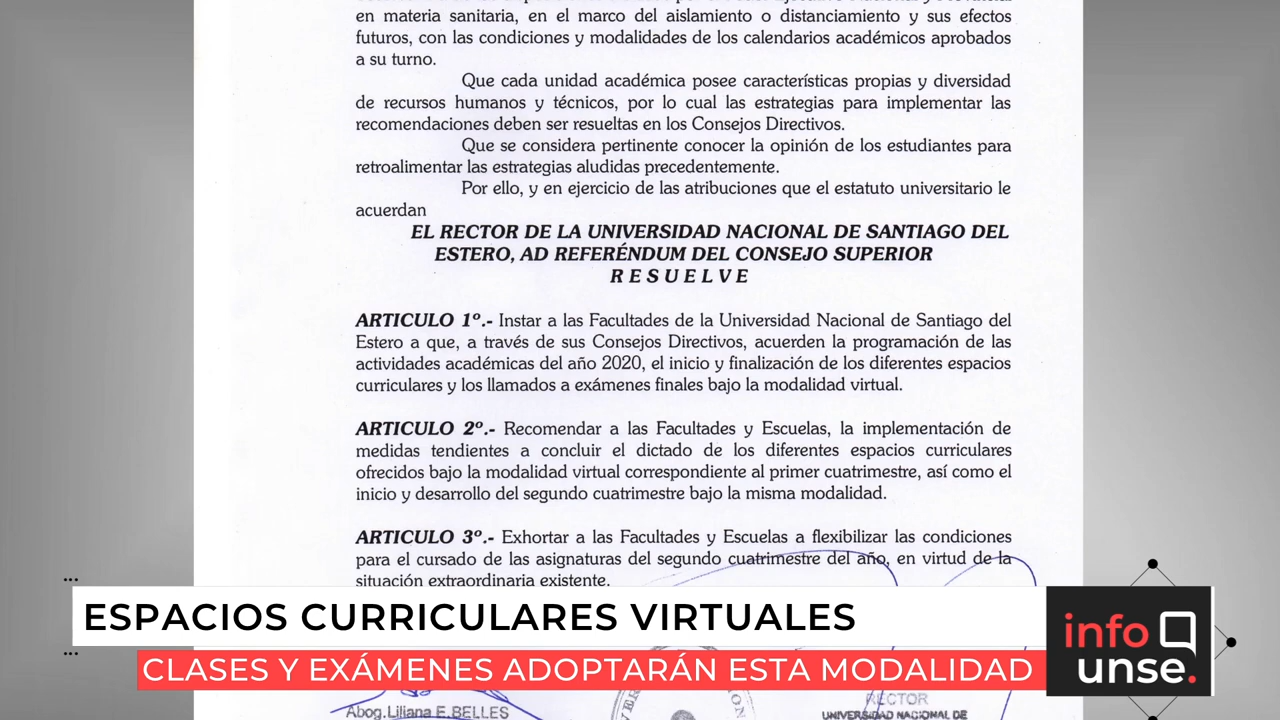 en materia sanitaria, en el marco del aislamiento o distanciamiento y sus efectos
futuros, con las condiciones y modalidades de los calendarios académicos aprobados
a su turno.
Que cada unidad académica posee características propias y diversidad
de recursos humanos y técnicos, por lo cual las estrategias para implementar las
recomendaciones deben ser resueltas en los Consejos Directivos.
Que se considera pertinente conocer la opinión de los estudiantes para
retroalimentar las estrategias aludidas precedentemente.
Por ello, y en ejercicio de las atribuciones que el estatuto universitario le
acuerdan
EL RECTOR DE LA UNIVERSIDAD NACIONAL DE SANTIAGO DEL
ESTERO, AD REFERÉNDUM DEL CONSEJO SUPERIOR
R E S U E L V E
ARTICULO 1º.- Instar a las Facultades de la Universidad Nacional de Santiago del
Estero a que, a través de sus Consejos Directivos, acuerden la programación de las
actividades académicas del año 2020, el inicio y finalización de los diferentes espacios
curriculares y los llamados a exámenes finales bajo la modalidad virtual.
ARTICULO 2º.- Recomendar a las Facultades y Escuelas, la implementación de
medidas tendientes a concluir el dictado de los diferentes espacios curriculares
ofrecidos bajo la modalidad virtual correspondiente al primer cuatrimestre, así como el
inicio y desarrollo del segundo cuatrimestre bajo la misma modalidad.
ARTICULO 3º.- Exhortar a las Facultades y Escuelas a flexibilizar las condiciones
para el cursado de las asignaturas del segundo cuatrimestre del año, en virtud de la
situación extraordinaria existente.
ESPACIOS CURRICULARES VIRTUALES
CLASES Y EXÁMENES ADOPTARÁN ESTA MODALIDAD
info
unse.
Abog.Liliana E.BELLES
RECTOR
UNIVERSIDAD NACIONAL DE